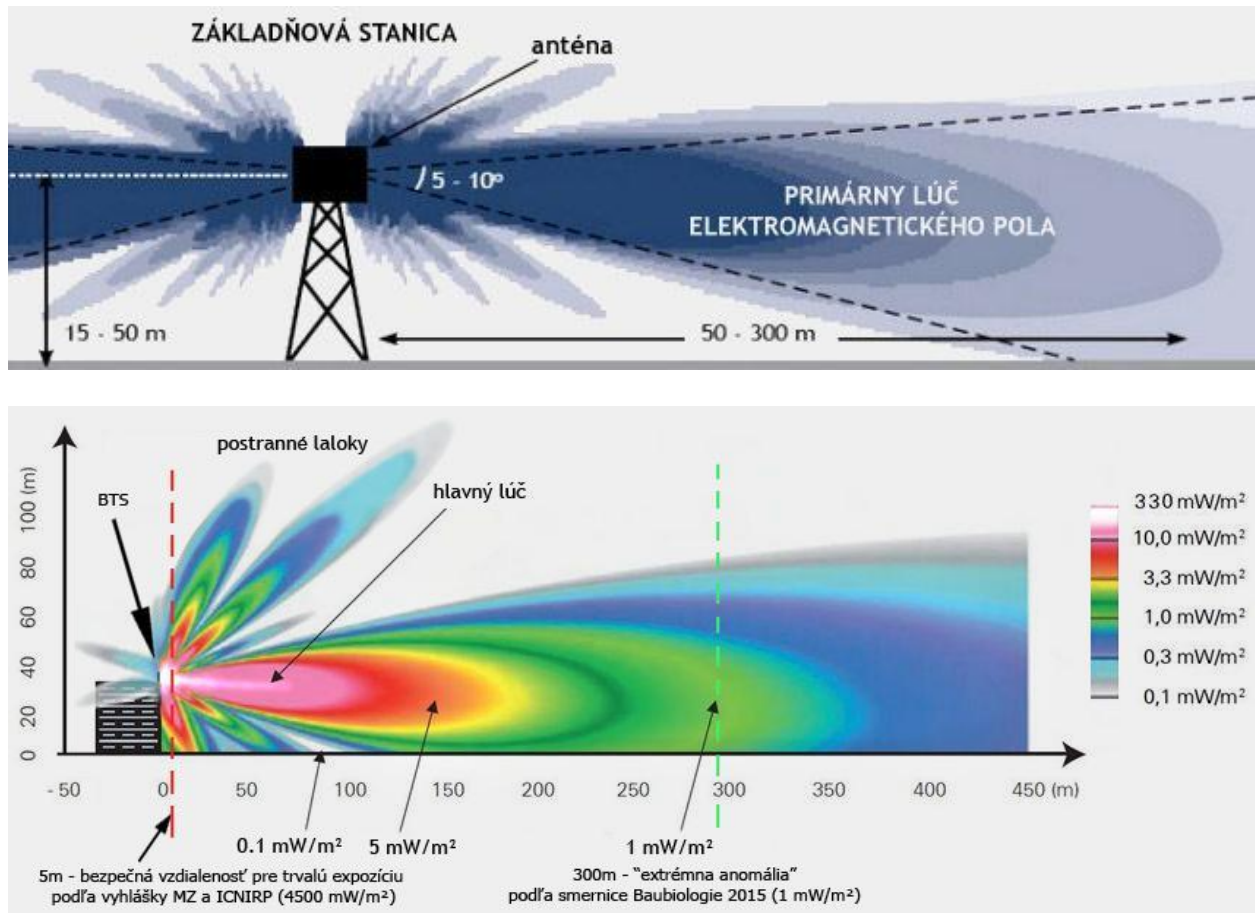 ZÁKLADŇOVÁ STANICA
anténa
5 - 10º
PRIMÁRNY LÚČ
ELEKTROMAGNETICKÉHO POLA
15 - 50 m
50 - 300 m
postranné laloky
hlavný lúč
BTS
100 (m)
80
60
40
20
0
330 mW/m²
10,0 mW/m²
3,3 mW/m²
1,0 mW/m²
0,3 mW/m²
0,1 mW/m²
- 50 0 50 100 150 200 250 300 350 400 450 (m)
0.1 mW/m² 5 mW/m² 1 mW/m²
5m - bezpečná vzdialenosť pre trvalú expozíciu
podľa vyhlášky MZ a ICNIRP (4500 mW/m²)
300m - "extrémna anomália"
podľa smernice Baubiologie 2015 (1 mW/m²)